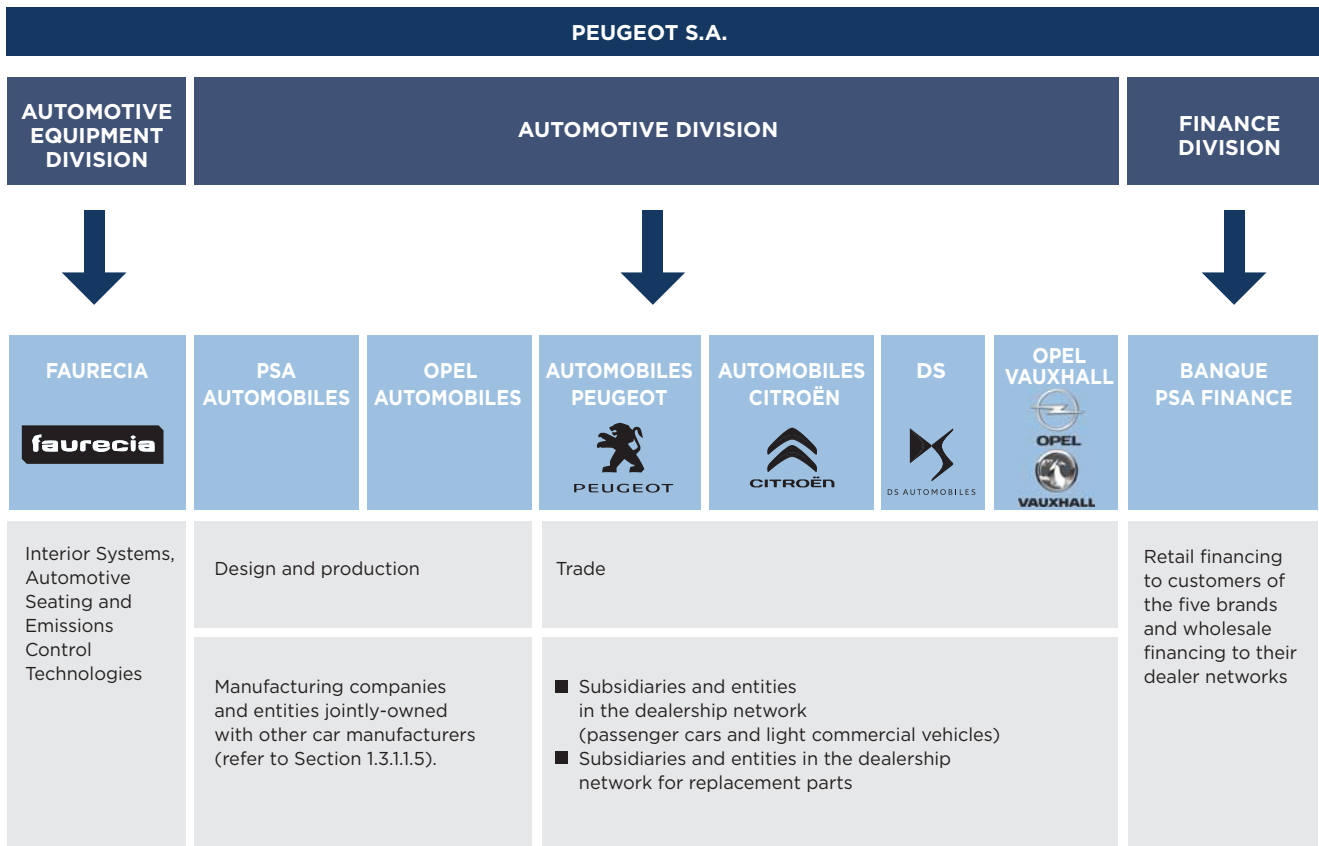 PEUGEOT S.A.
AUTOMOTIVE
EQUIPMENT
DIVISION
AUTOMOTIVE DIVISION
FINANCE
DIVISION
FAURECIA
faurecia
PSA
AUTOMOBILES
OPEL
AUTOMOBILES
AUTOMOBILES
PEUGEOT
PEUGEOT
AUTOMOBILES
CITROËN
CITROËN
DS
DS AUTOMOBILES
OPEL
VAUXHALL
OPEL
VAUXHALL
BANQUE
PSA FINANCE
Interior Systems,
Automotive
Seating and
Emissions
Control
Technologies
Design and production
Manufacturing companies
and entities jointly-owned
with other car manufacturers
(refer to Section 1.3.1.1.5).
Trade
■ Subsidiaries and entities
in the dealership network
(passenger cars and light commercial vehicles)
■ Subsidiaries and entities in the dealership
network for replacement parts
Retail financing
to customers of
the five brands
and wholesale
financing to their
dealer networks